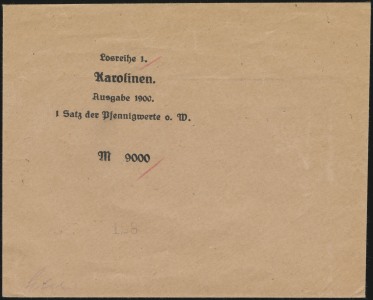 Losreihe 1.
Karolinen.
Ausgabe 1900.
1 Satz der Pfennigwerte o. W.
M 9000